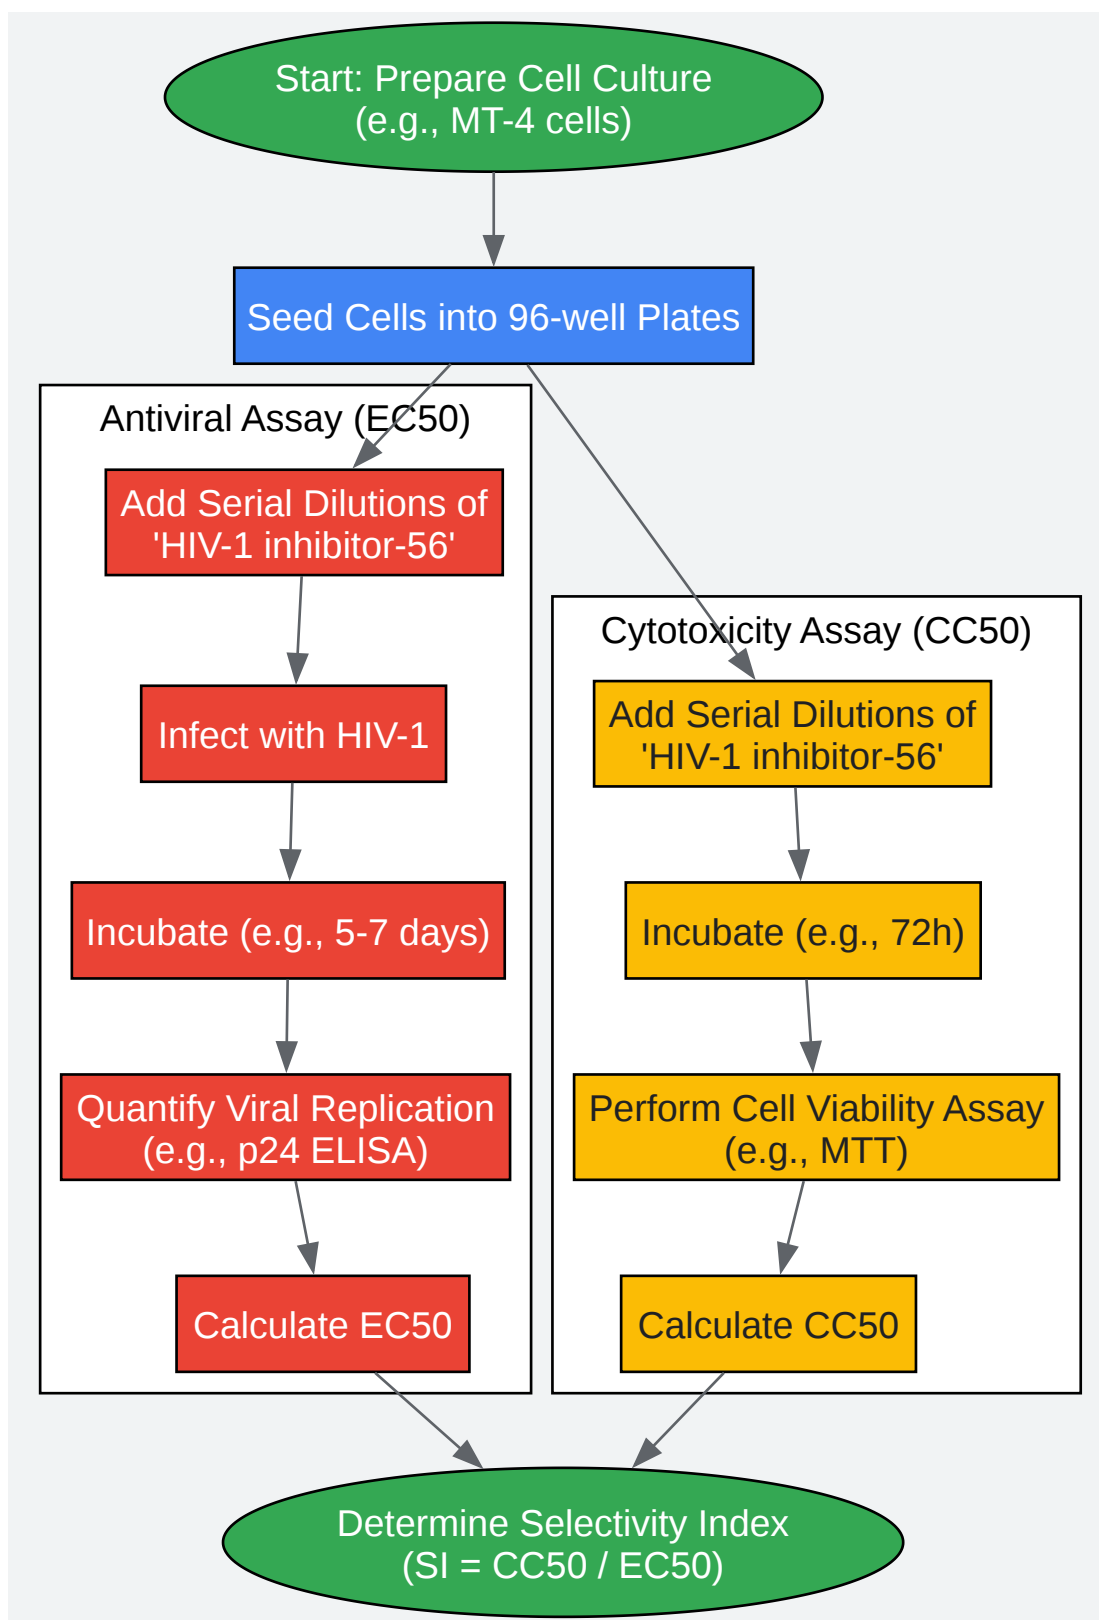 Start: Prepare Cell Culture
(e.g., MT-4 cells)
Seed Cells into 96-well Plates
Antiviral Assay (EC50)
Add Serial Dilutions of
'HIV-1 inhibitor-56'
Infect with HIV-1
Incubate (e.g., 5-7 days)
Quantify Viral Replication
(e.g., p24 ELISA)
Calculate EC50
Cytotoxicity Assay (CC50)
Add Serial Dilutions of
'HIV-1 inhibitor-56'
Incubate (e.g., 72h)
Perform Cell Viability Assay
(e.g., MTT)
Calculate CC50
Determine Selectivity Index
(SI = CC50 / EC50)